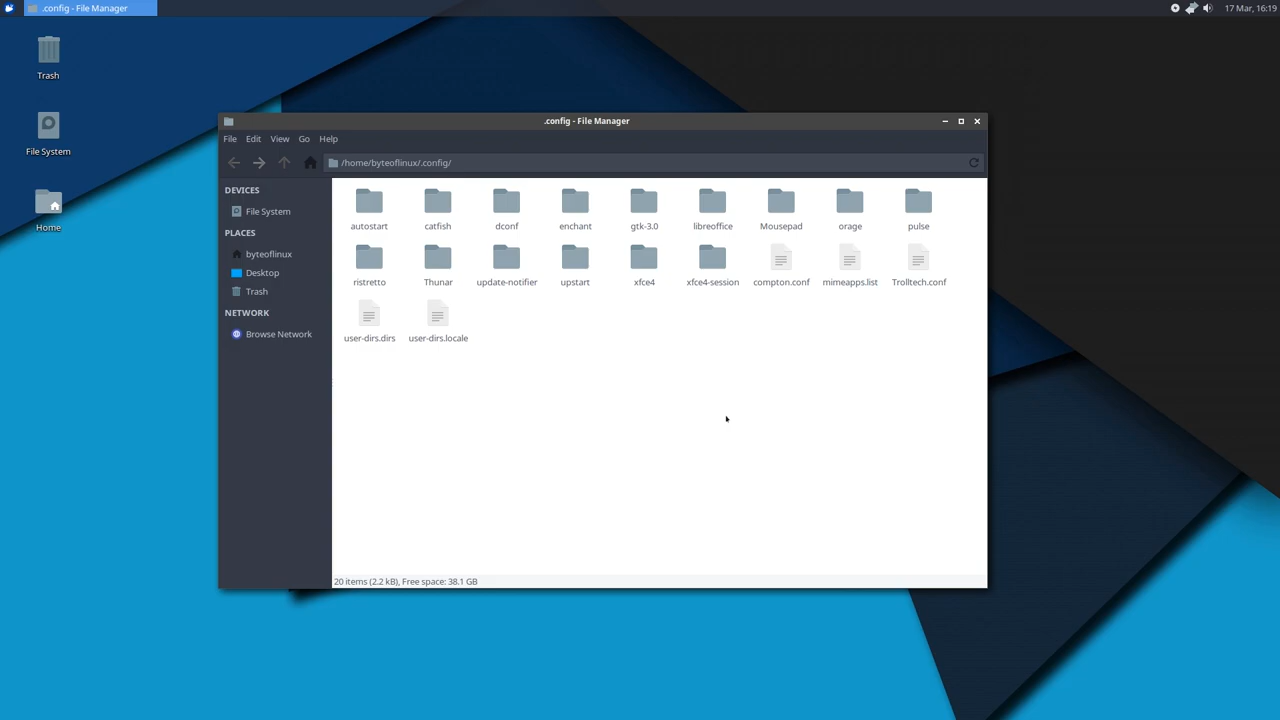 .config - File Manager
17 Mar, 16:19
Trash
File System
Home
.config - File Manager
File Edit View Go Help
/home/byteoflinux/.config/
DEVICES
File System
PLACES
byteoflinux
Desktop
Trash
NETWORK
Browse Network
autostart catfish dconf enchant gtk-3.0 libreoffice Mousepad orage pulse
ristretto Thunar update-notifier upstart xfce4 xfce4-session compton.conf mimeapps.list Trolltech.conf
user-dirs.dirs user-dirs.locale
20 items (2.2 kB), Free space: 38.1 GB